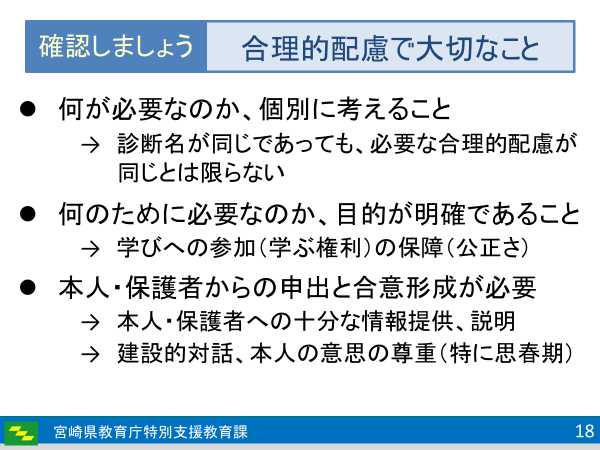 確認しましょう
合理的配慮で大切なこと
● 何が必要なのか、個別に考えること
→ 診断名が同じであっても、必要な合理的配慮が
同じとは限らない
● 何のために必要なのか、目的が明確であること
→ 学びへの参加（学ぶ権利）の保障（公正さ）
● 本人・保護者からの申出と合意形成が必要
→ 本人・保護者への十分な情報提供、説明
→ 建設的対話、本人の意思の尊重（特に思春期）
宮崎県教育庁特別支援教育課
18